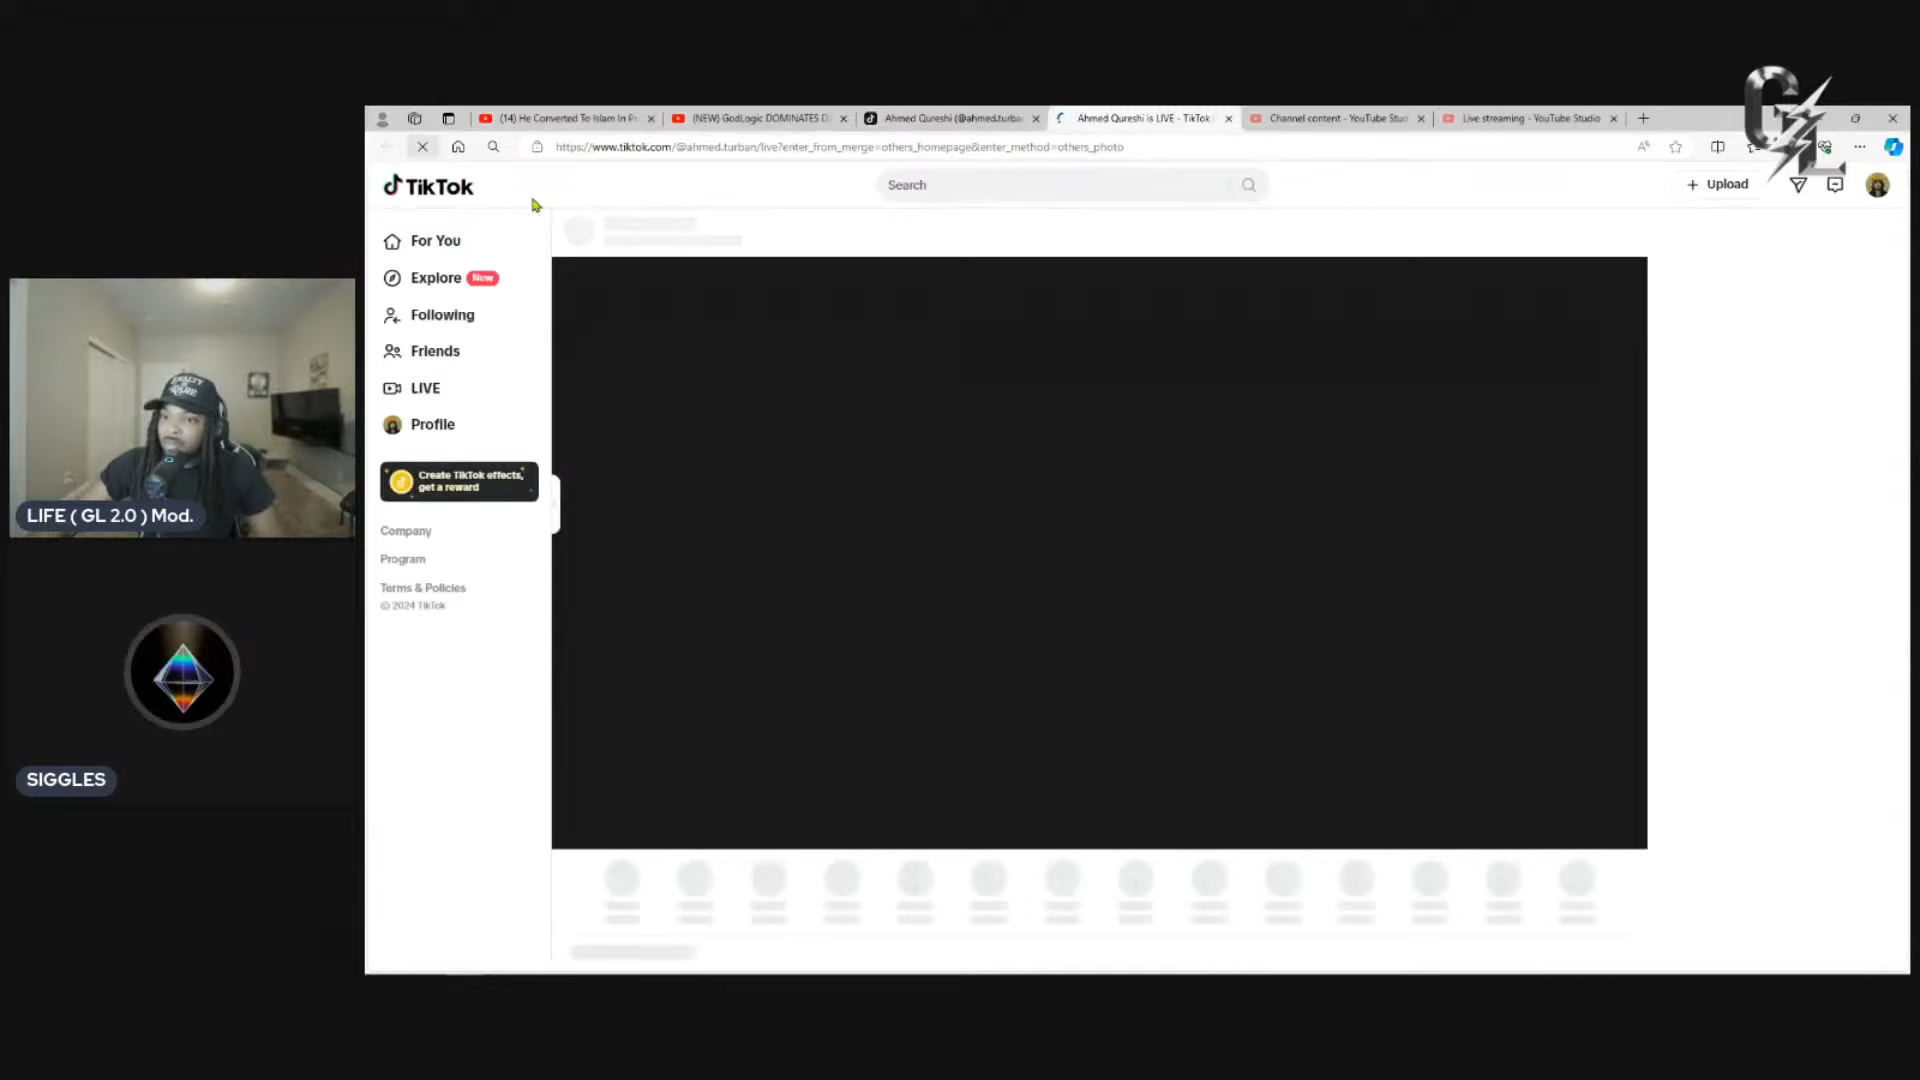 (14) He Converted To Islam In Pr
(NEW) GodLogic DOMINATES D
Ahmed Qureshi (@ahmed.turba
Ahmed Qureshi is LIVE - TikTok
Channel content - YouTube Stu
Live streaming - YouTube Studio
https://www.tiktok.com/@ahmed.turban/live?enter_from_merge=others_homepage&enter_method=others_photo
GL
TikTok
Search
Upload
For You
Explore New
Following
Friends
LIVE
Profile
Create TikTok effects,
get a reward
Company
Program
Terms & Policies
© 2024 TikTok
LIFE ( GL 2.0 ) Mod.
SIGGLES